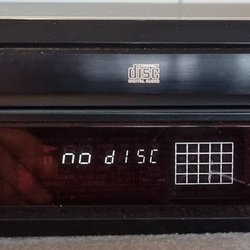 COMPACT
disc
DIGITAL AUDIO
no dISC